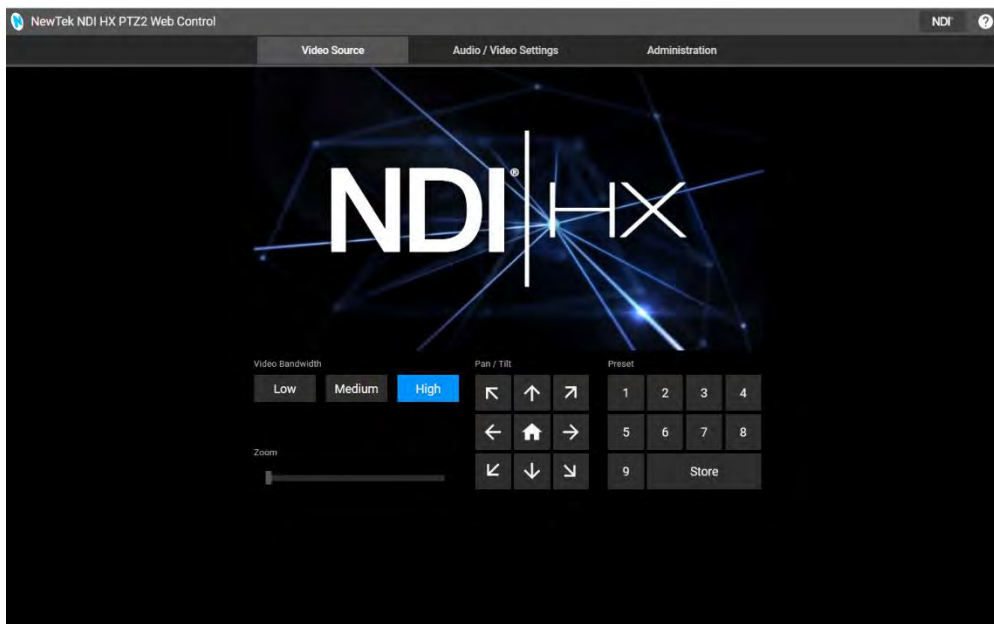 NewTek NDI HX PTZ2 Web Control
NDI
?
Video Source
Audio / Video Settings
Administration
NDI® HX
Video Bandwidth
Low
Medium
High
Zoom
Pan / Tilt
Preset
1 2 3 4
5 6 7 8
9 Store